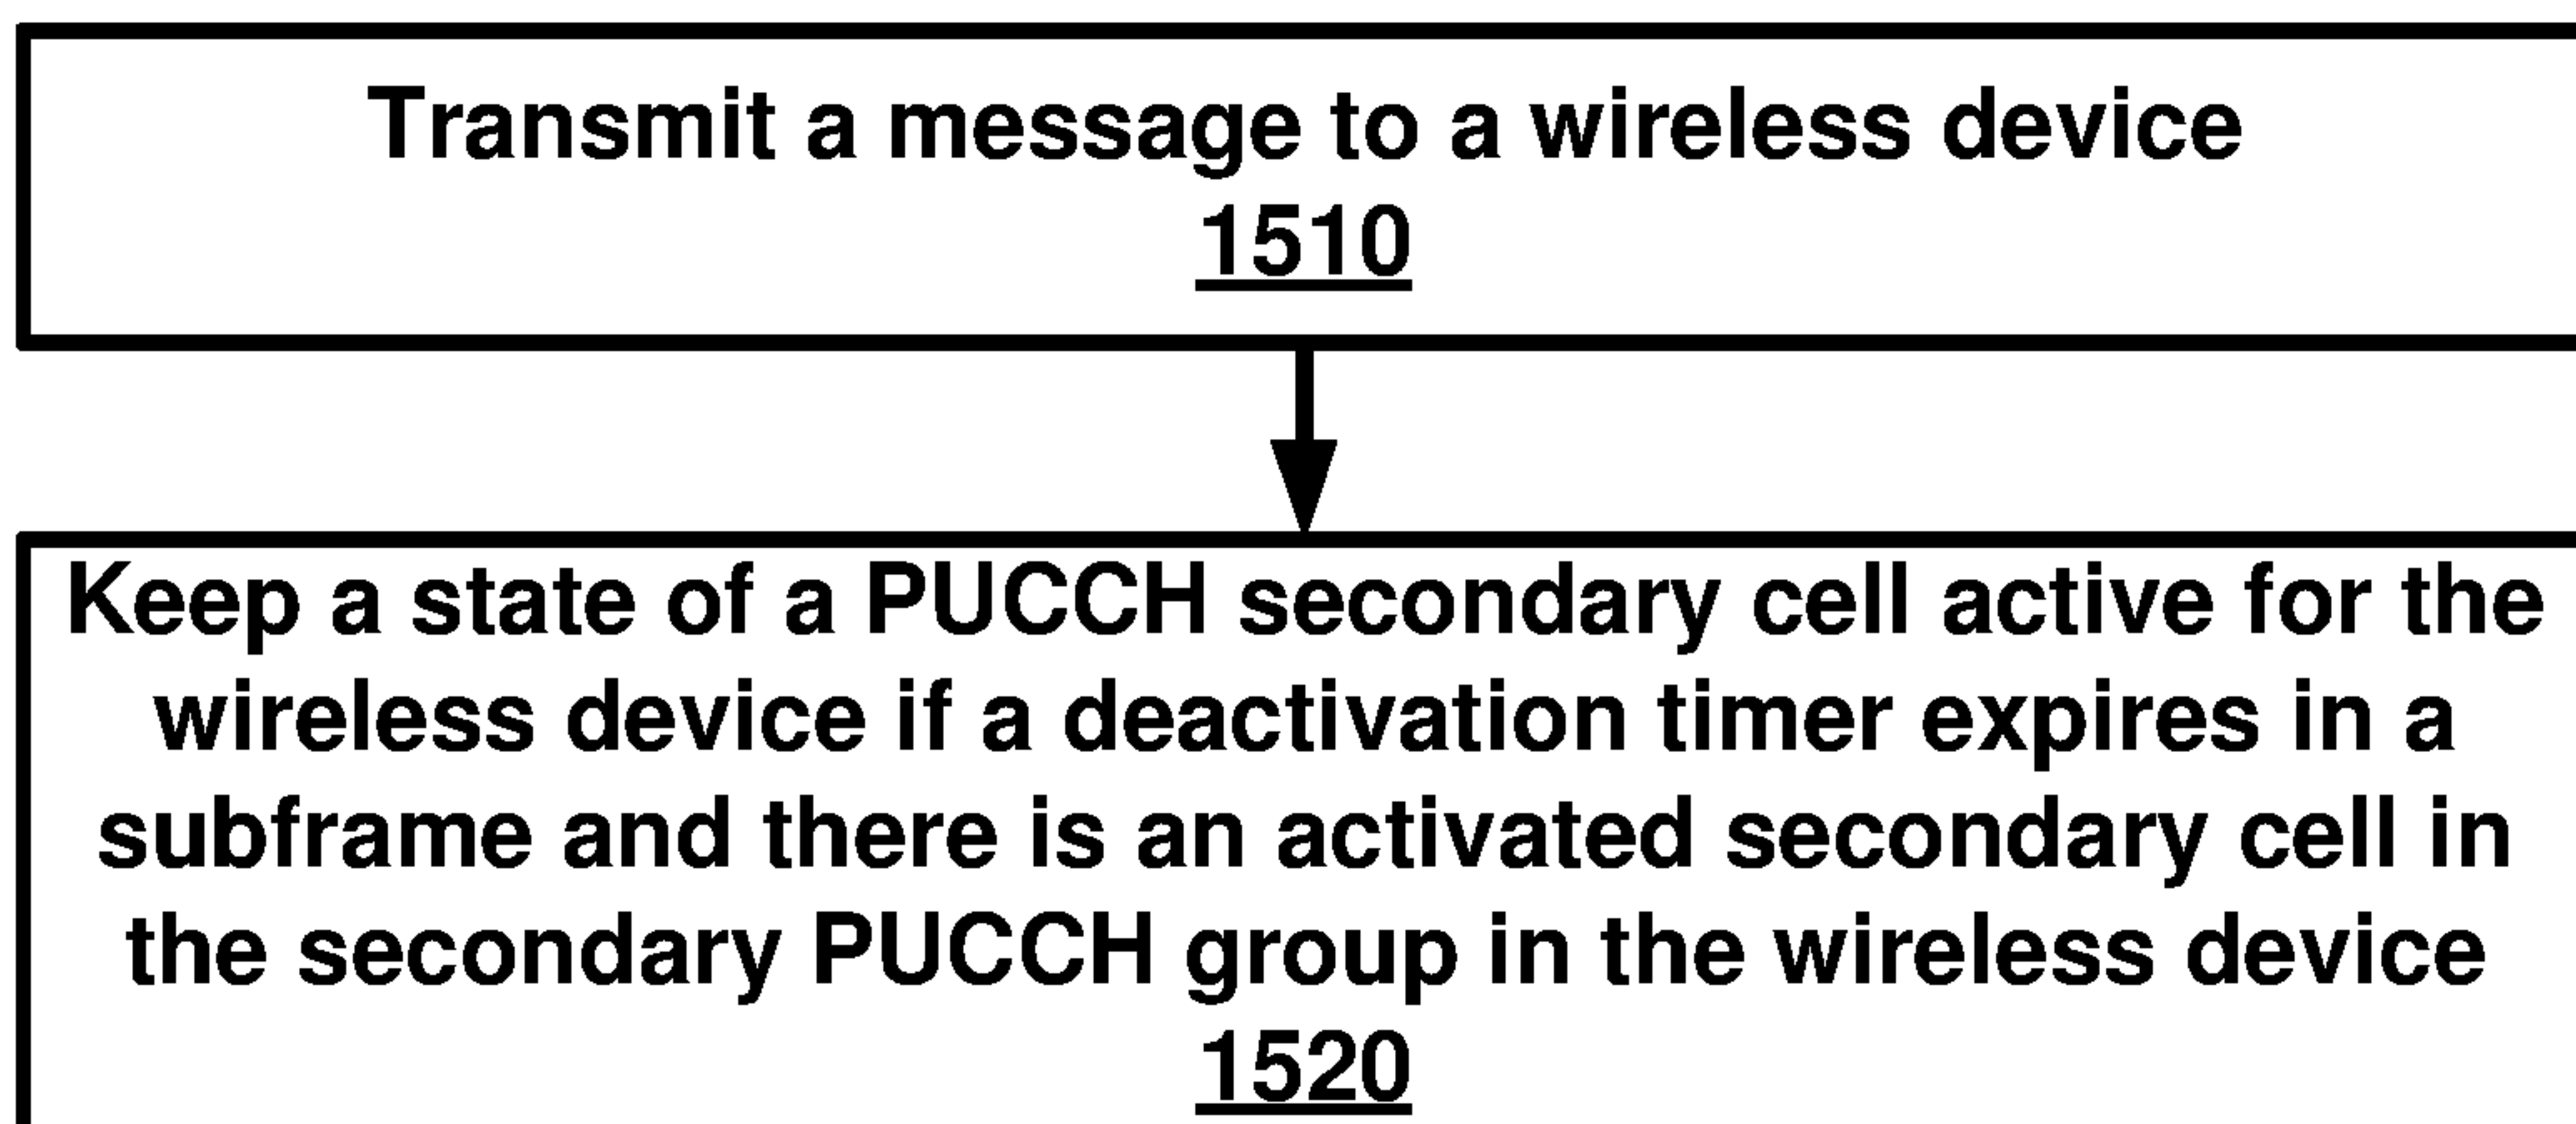 Transmit a message to a wireless device
1510
Keep a state of a PUCCH secondary cell active for the
wireless device if a deactivation timer expires in a
subframe and there is an activated secondary cell in
the secondary PUCCH group in the wireless device
1520